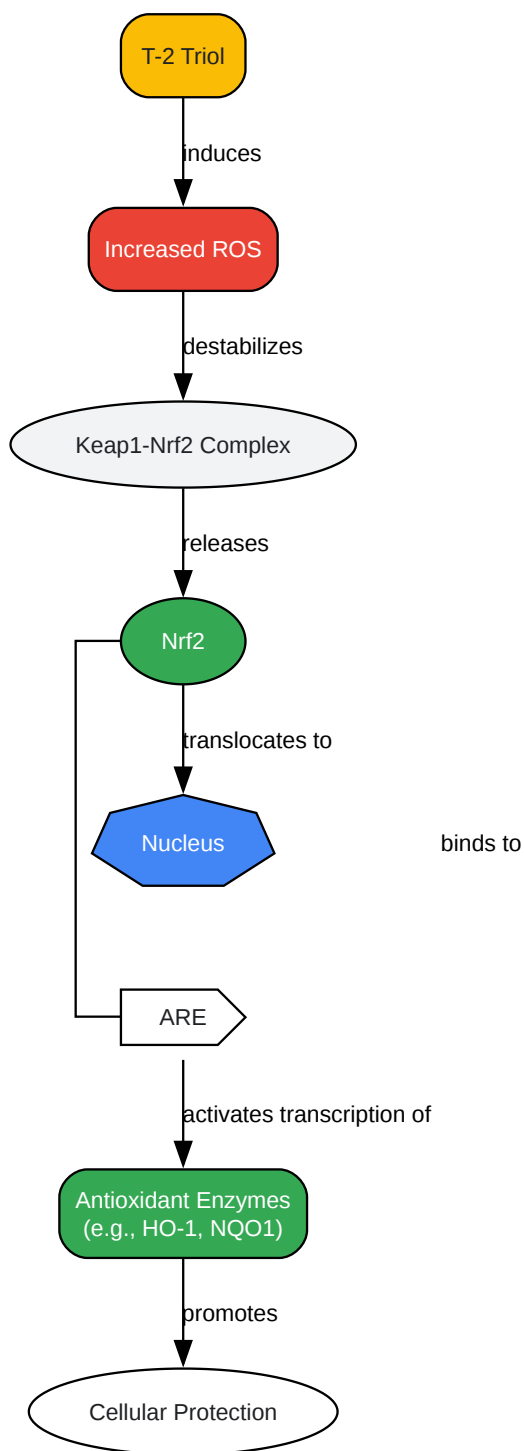 T-2 Triol
induces
Increased ROS
destabilizes
Keap1-Nrf2 Complex
releases
Nrf2
translocates to
Nucleus
binds to
ARE
activates transcription of
Antioxidant Enzymes
(e.g., HO-1, NQO1)
promotes
Cellular Protection